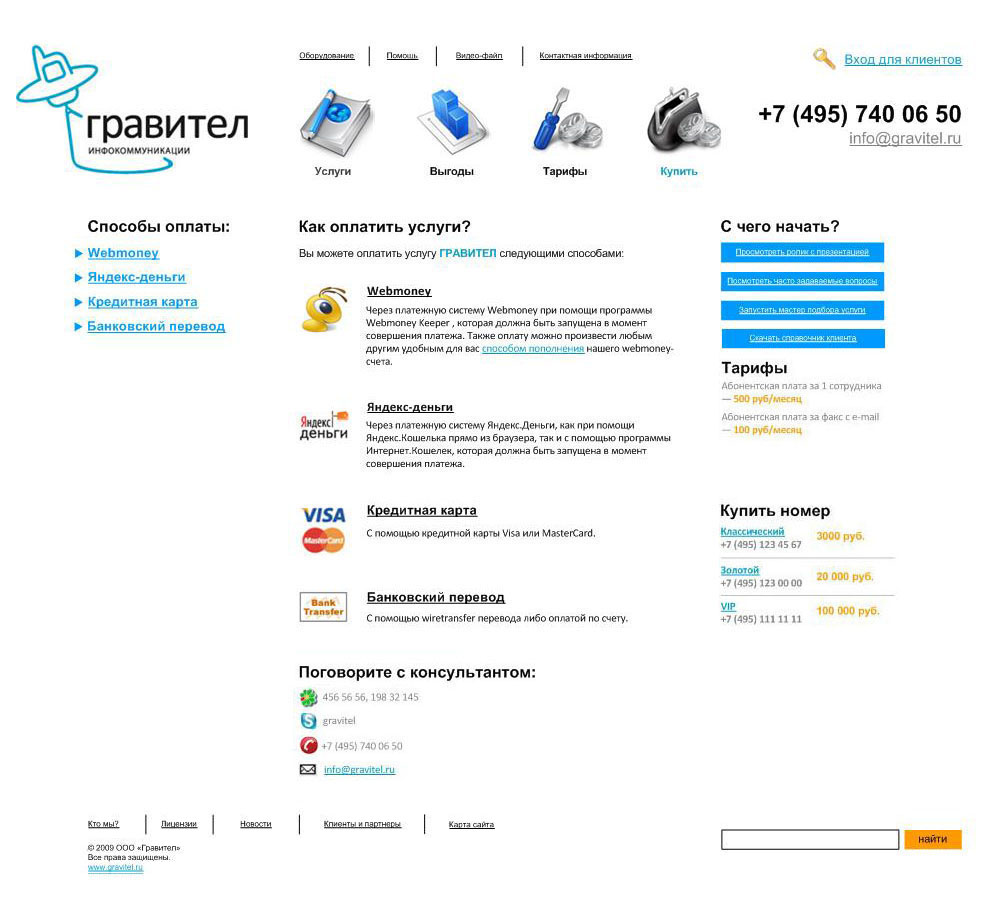 гравител
ИНФОКОММУНИКАЦИИ
Оборудование
Помощь
Видео-файл
Контактная информация
Вход для клиентов
+7 (495) 740 06 50
info@gravitel.ru
Услуги
Выгоды
Тарифы
Купить
Способы оплаты:
Webmoney
Яндекс-деньги
Кредитная карта
Банковский перевод
Как оплатить услуги?
Вы можете оплатить услугу ГРАВИТЕЛ следующими способами:
Webmoney
Через платежную систему Webmoney при помощи программы
Webmoney Keeper , которая должна быть запущена в момент
совершения платежа. Также оплату можно произвести любым
другим удобным для вас способом пополнения нашего webmoney-
счета.
Яндекс
деньги
Яндекс-деньги
Через платежную систему Яндекс.Деньги, как при помощи
Яндекс.Кошелька прямо из браузера, так и с помощью программы
Интернет.Кошелек, которая должна быть запущена в момент
совершения платежа.
VISA
MasterCard
Кредитная карта
С помощью кредитной карты Visa или MasterCard.
Bank
Transfer
Банковский перевод
С помощью wiretransfer перевода либо оплатой по счету.
Поговорите с консультантом:
456 56 56, 198 32 145
gravitel
+7 (495) 740 06 50
info@gravitel.ru
С чего начать?
Просмотреть ролик с презентацией
Посмотреть часто задаваемые вопросы
Запустить мастер подбора услуги
Скачать справочник клиента
Тарифы
Абонентская плата за 1 сотрудника
— 500 руб/месяц
Абонентская плата за факс с e-mail
— 100 руб/месяц
Купить номер
Классический
+7 (495) 123 45 67
3000 руб.
Золотой
+7 (495) 123 00 00
20 000 руб.
VIP
+7 (495) 111 11 11
100 000 руб.
Кто мы?
Лицензии
Новости
Клиенты и партнеры
Карта сайта
© 2009 ООО «Гравител»
Все права защищены.
www.gravitel.ru
найти